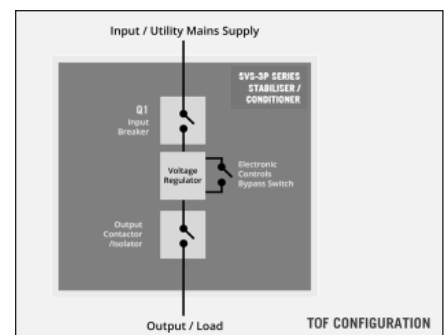 Input / Utility Mains Supply
SVS-3P SERIES
STABILISER /
CONDITIONER
Q1
Input
Breaker
Voltage
Regulator
Electronic
Controls
Bypass Switch
Output
Contactor
/Isolator
Output / Load
TOF CONFIGURATION